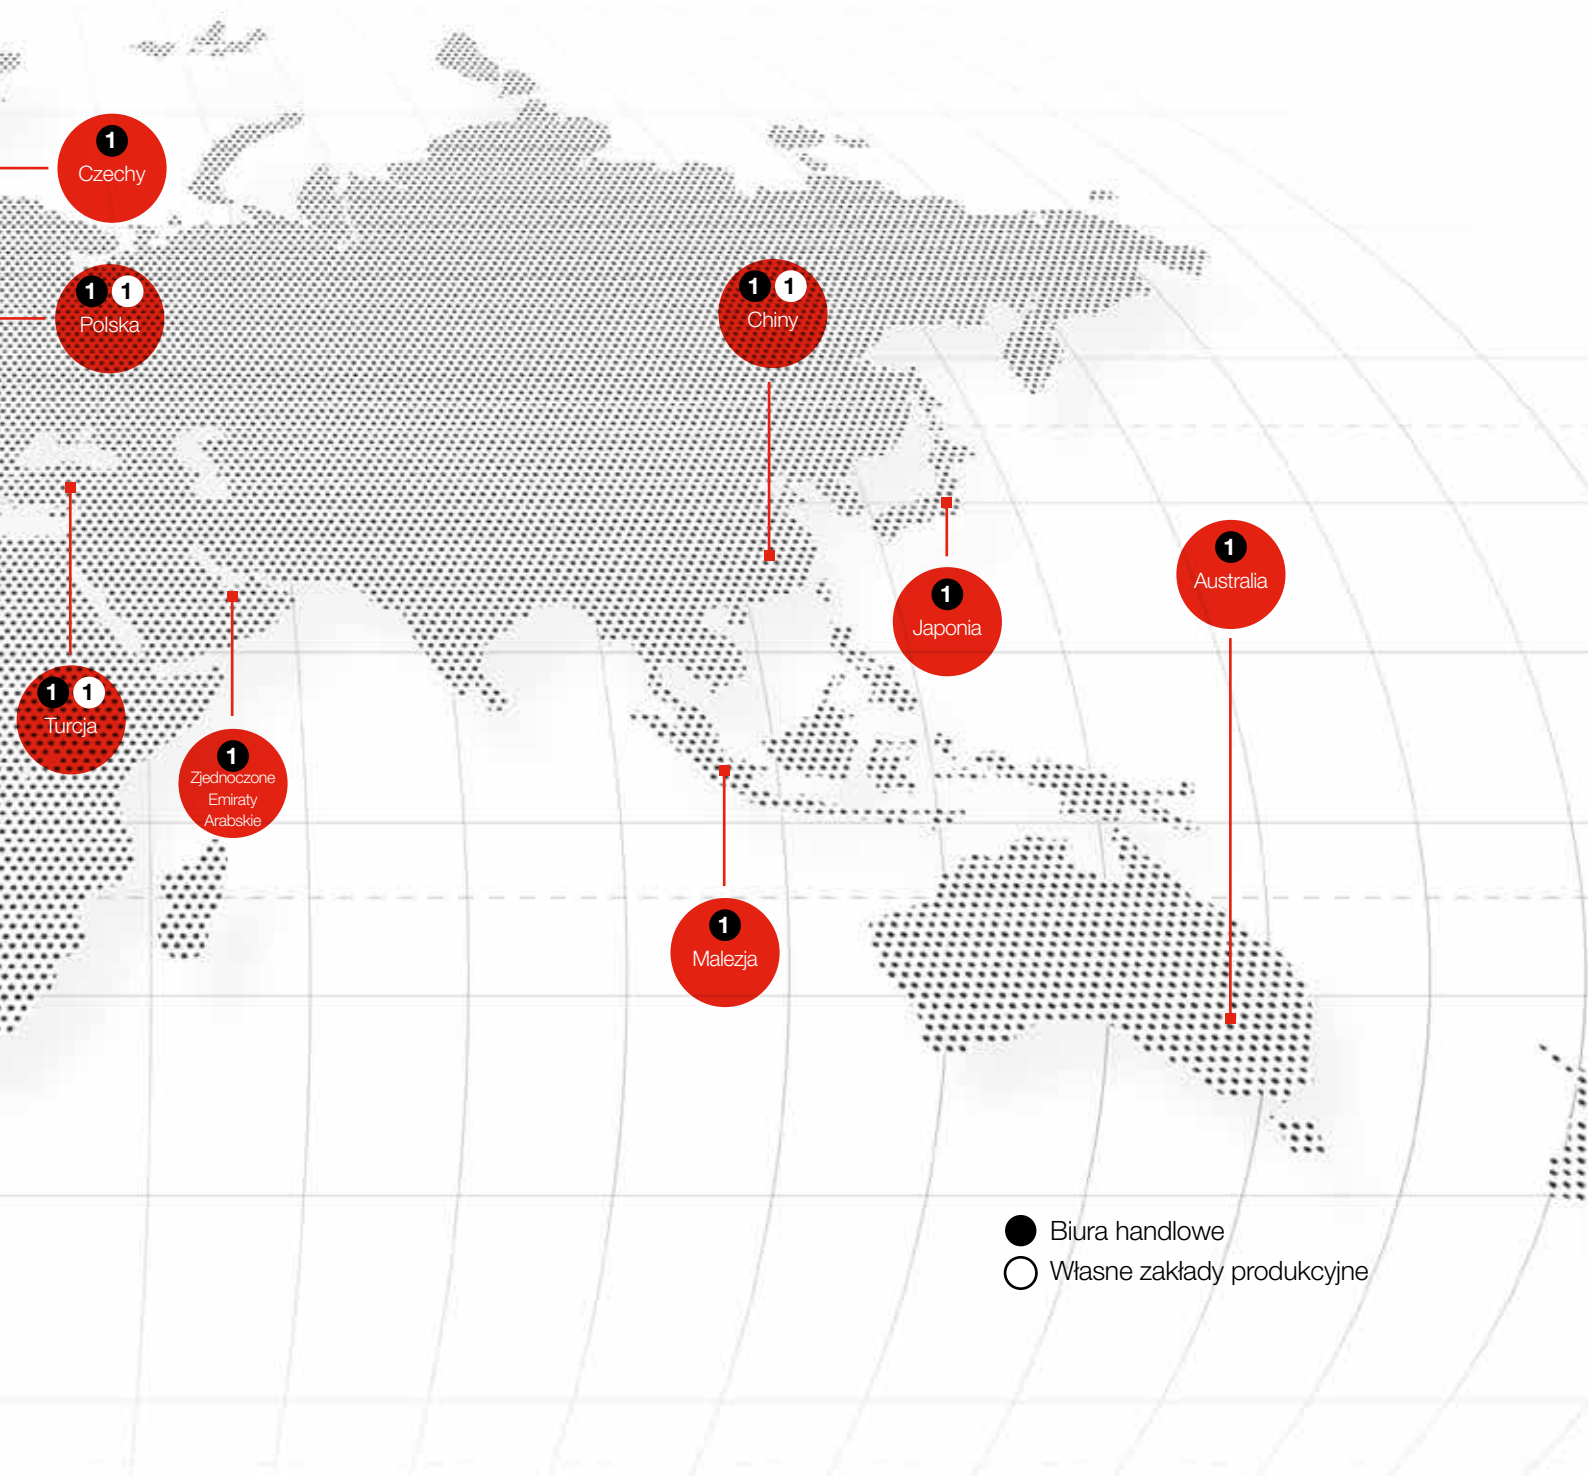 1
Czechy
1 1
Polska
1 1
Chiny
1
Australia
1
Japonia
1 1
Turcja
1
Zjednoczone
Emiraty
Arabskie
1
Malezja
Biura handlowe
Własne zakłady produkcyjne